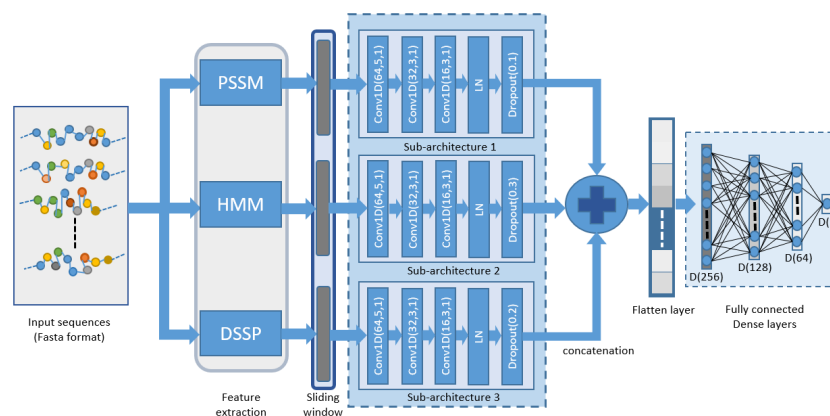 Input sequences
(Fasta format)
PSSM
HMM
DSSP
Feature
extraction
Sliding
window
Conv1D(64,5,1)
Conv1D(32,3,1)
Conv1D(16,3,1)
LN
Dropout(0.1)
Sub-architecture 1
Conv1D(64,5,1)
Conv1D(32,3,1)
Conv1D(16,3,1)
LN
Dropout(0.3)
Sub-architecture 2
Conv1D(64,5,1)
Conv1D(32,3,1)
Conv1D(16,3,1)
LN
Dropout(0.2)
Sub-architecture 3
concatenation
Flatten layer
D(256)
D(128)
D(64)
D(
Fully connected
Dense layers